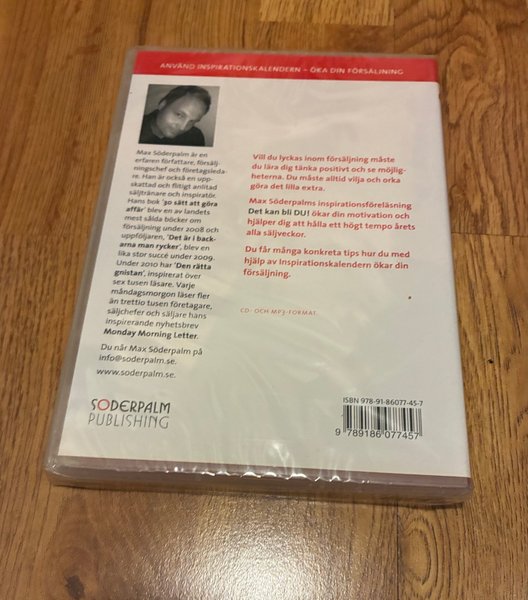 ANVÄND INSPIRATIONSKALENDERN – ÖKA DIN FÖRSÄLJNING
Max Söderpalm är en
erfaren författare, försälj-
ningschef och företagsleda-
re. Han är också en upp-
skattad och flitigt anlitad
säljtränare och inspiratör.
Hans bok '50 sätt att göra
affär' blev en av landets
mest sålda böcker om
försäljning under 2008 och
uppföljaren, 'Det är i back-
arna man rycker', blev en
lika stor succé under 2009.
Under 2010 har 'Den rätta
gnistan', inspirerat över
sex tusen läsare. Varje
måndagsmorgon läser fler
än trettio tusen företagare,
säljchefer och säljare hans
inspirerande nyhetsbrev
Monday Morning Letter.
Du når Max Söderpalm på
info@soderpalm.se.
www.soderpalm.se.
SÖDERPALM
PUBLISHING
Vill du lyckas inom försäljning måste
du lära dig tänka positivt och se möjlig-
heterna. Du måste alltid vilja och orka
göra det lilla extra.
Max Söderpalms inspirationsföreläsning
Det kan bli DU! ökar din motivation och
hjälper dig att hålla ett högt tempo årets
alla säljveckor.
Du får många konkreta tips hur du med
hjälp av Inspirationskalendern ökar din
försäljning.
CD- OCH MP3-FORMAT.
ISBN 978-91-86077-45-7
9 789186 077457